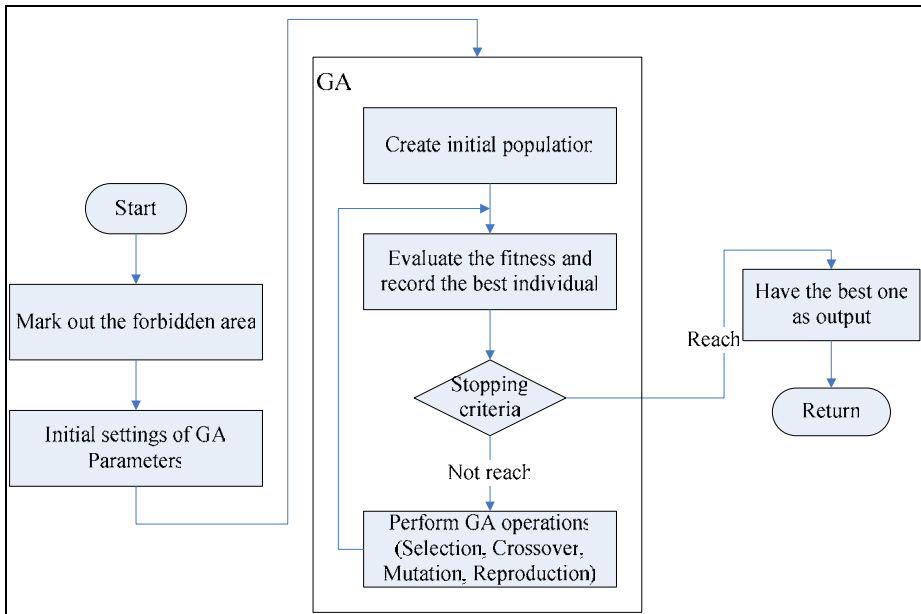 Start
Mark out the forbidden area
Initial settings of GA
Parameters
GA
Create initial population
Evaluate the fitness and
record the best individual
Stopping
criteria
Not reach
Perform GA operations
(Selection, Crossover,
Mutation, Reproduction)
Reach
Have the best one
as output
Return